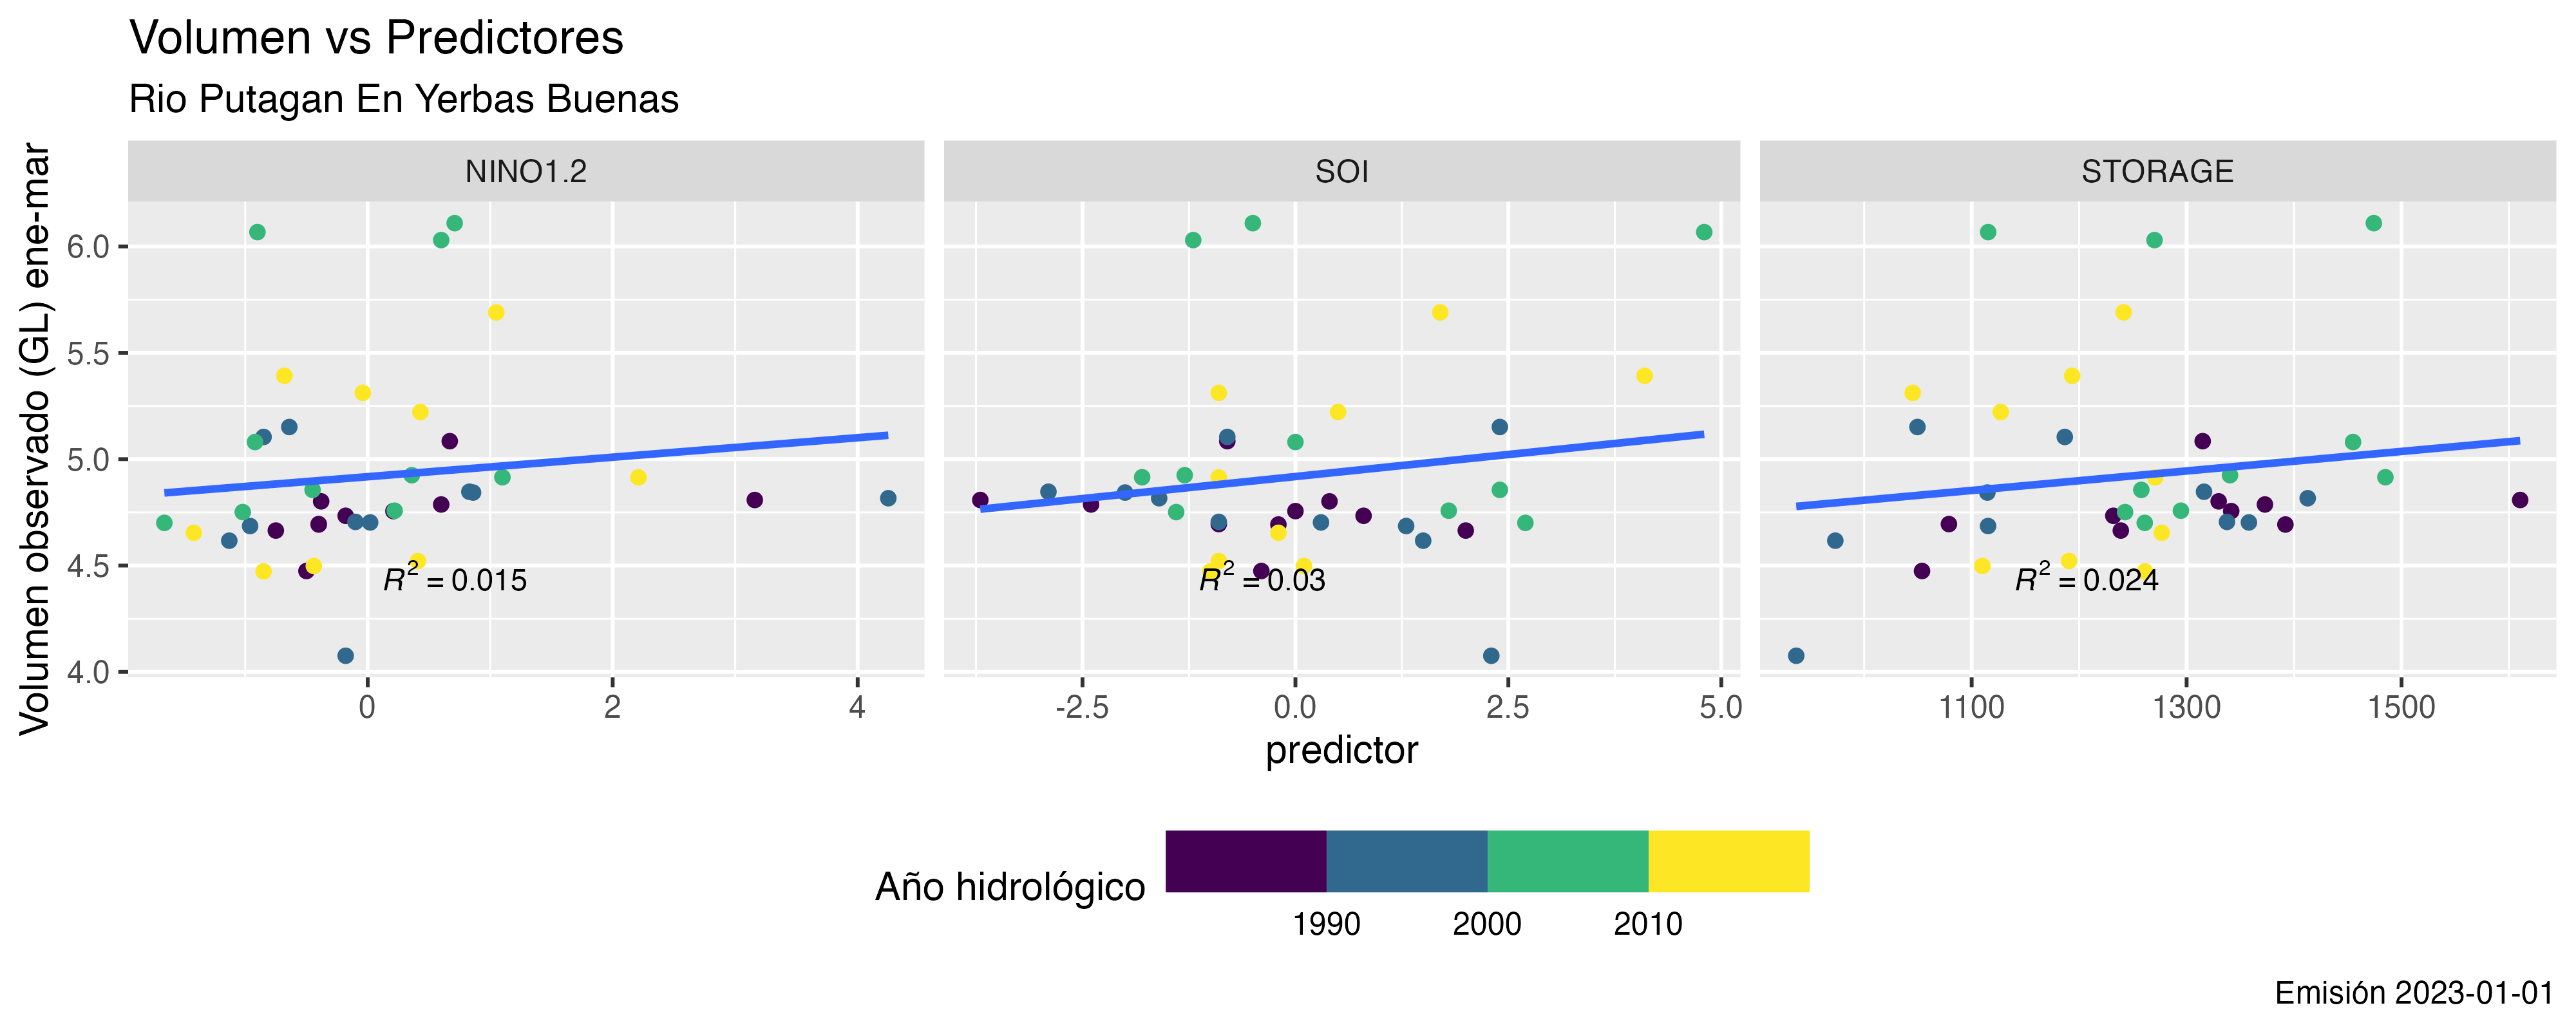 Volumen vs Predictores
Rio Putagan En Yerbas Buenas
NINO1.2
SOI
STORAGE
Volumen observado (GL) ene-mar
6.0
5.5
5.0
4.5
4.0
R² = 0.015
R² = 0.03
R² = 0.024
0 2 4
-2.5 0.0 2.5 5.0
1100 1300 1500
predictor
Año hidrológico
1990 2000 2010
Emisión 2023-01-01